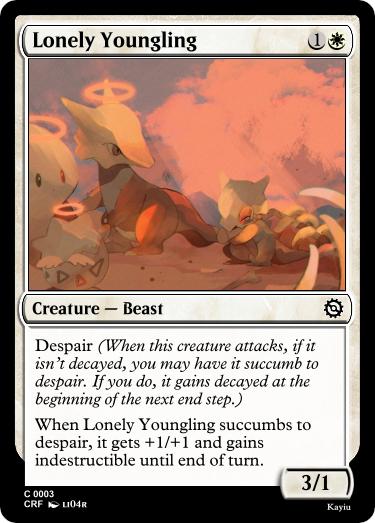 Lonely Youngling 1
Creature — Beast
Despair (When this creature attacks, if it
isn't decayed, you may have it succumb to
despair. If you do, it gains decayed at the
beginning of the next end step.)
When Lonely Youngling succumbs to
despair, it gets +1/+1 and gains
indestructible until end of turn.
3/1
C 0003
CRF LI04R
Kayiu